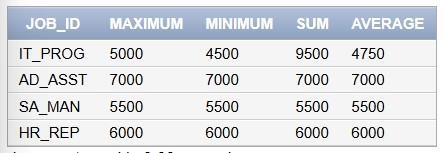 JOB_ID MAXIMUM MINIMUM SUM AVERAGE
IT_PROG 5000 4500 9500 4750
AD_ASST 7000 7000 7000 7000
SA_MAN 5500 5500 5500 5500
HR_REP 6000 6000 6000 6000